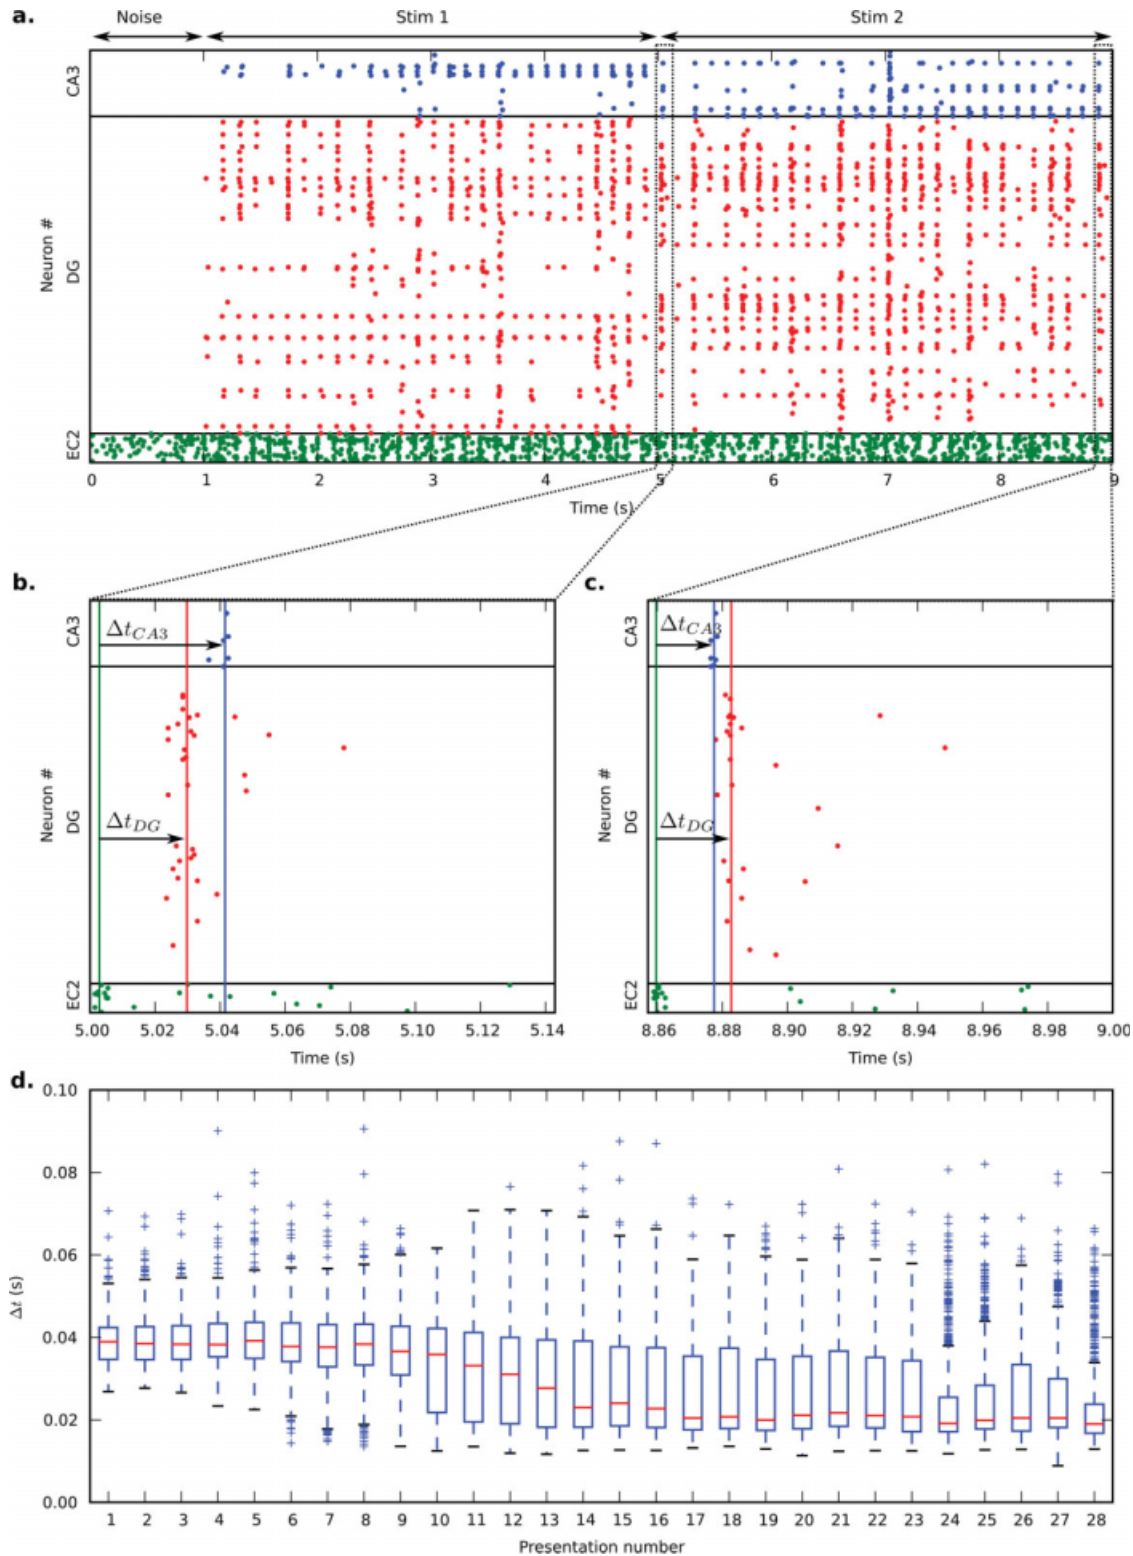 a.
Noise
Stim 1
Stim 2
CA3
Neuron #
DG
EC2
0 1 2 3 4 5 6 7 8 9
Time (s)
b.
CA3
Δt_CA3
Neuron #
DG
Δt_DG
EC2
5.00 5.02 5.04 5.06 5.08 5.10 5.12 5.14
Time (s)
c.
CA3
Δt_CA3
Neuron #
DG
Δt_DG
EC2
8.86 8.88 8.90 8.92 8.94 8.96 8.98 9.00
Time (s)
d.
0.10
0.08
0.06
Δt (s)
0.04
0.02
0.00
1 2 3 4 5 6 7 8 9 10 11 12 13 14 15 16 17 18 19 20 21 22 23 24 25 26 27 28
Presentation number